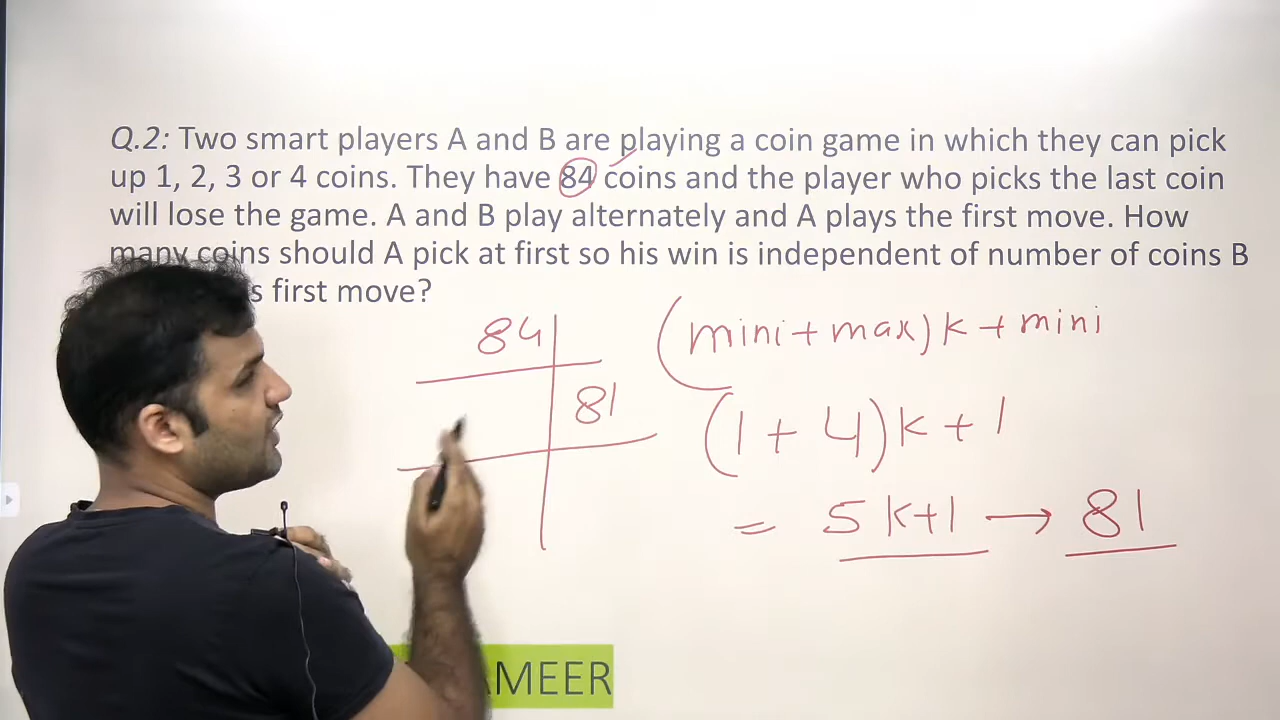 Q.2: Two smart players A and B are playing a coin game in which they can pick
up 1, 2, 3 or 4 coins. They have 84 coins and the player who picks the last coin
will lose the game. A and B play alternately and A plays the first move. How
many coins should A pick at first so his win is independent of number of coins B
first move?
84
81
(mini + max) k + mini
(1 + 4) k + 1
= 5k+1 → 81
AMEER